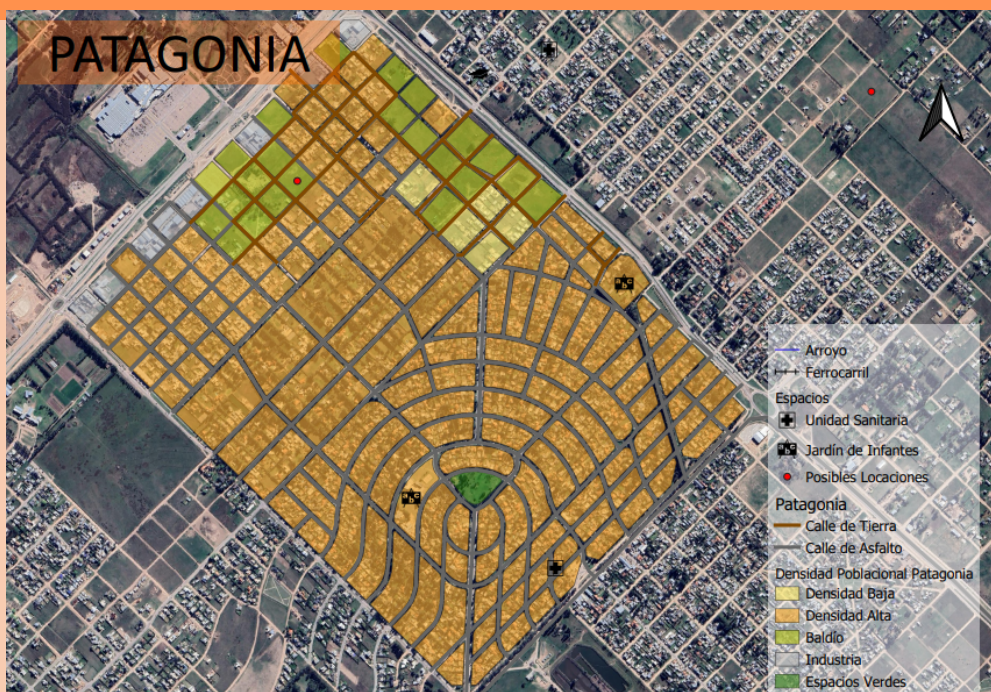 PATAGONIA
Arroyo
Ferrocarril
Espacios
Unidad Sanitaria
Jardín de Infantes
Posibles Locaciones
Patagonia
Calle de Tierra
Calle de Asfalto
Densidad Poblacional Patagonia
Densidad Baja
Densidad Alta
Baldío
Industria
Espacios Verdes